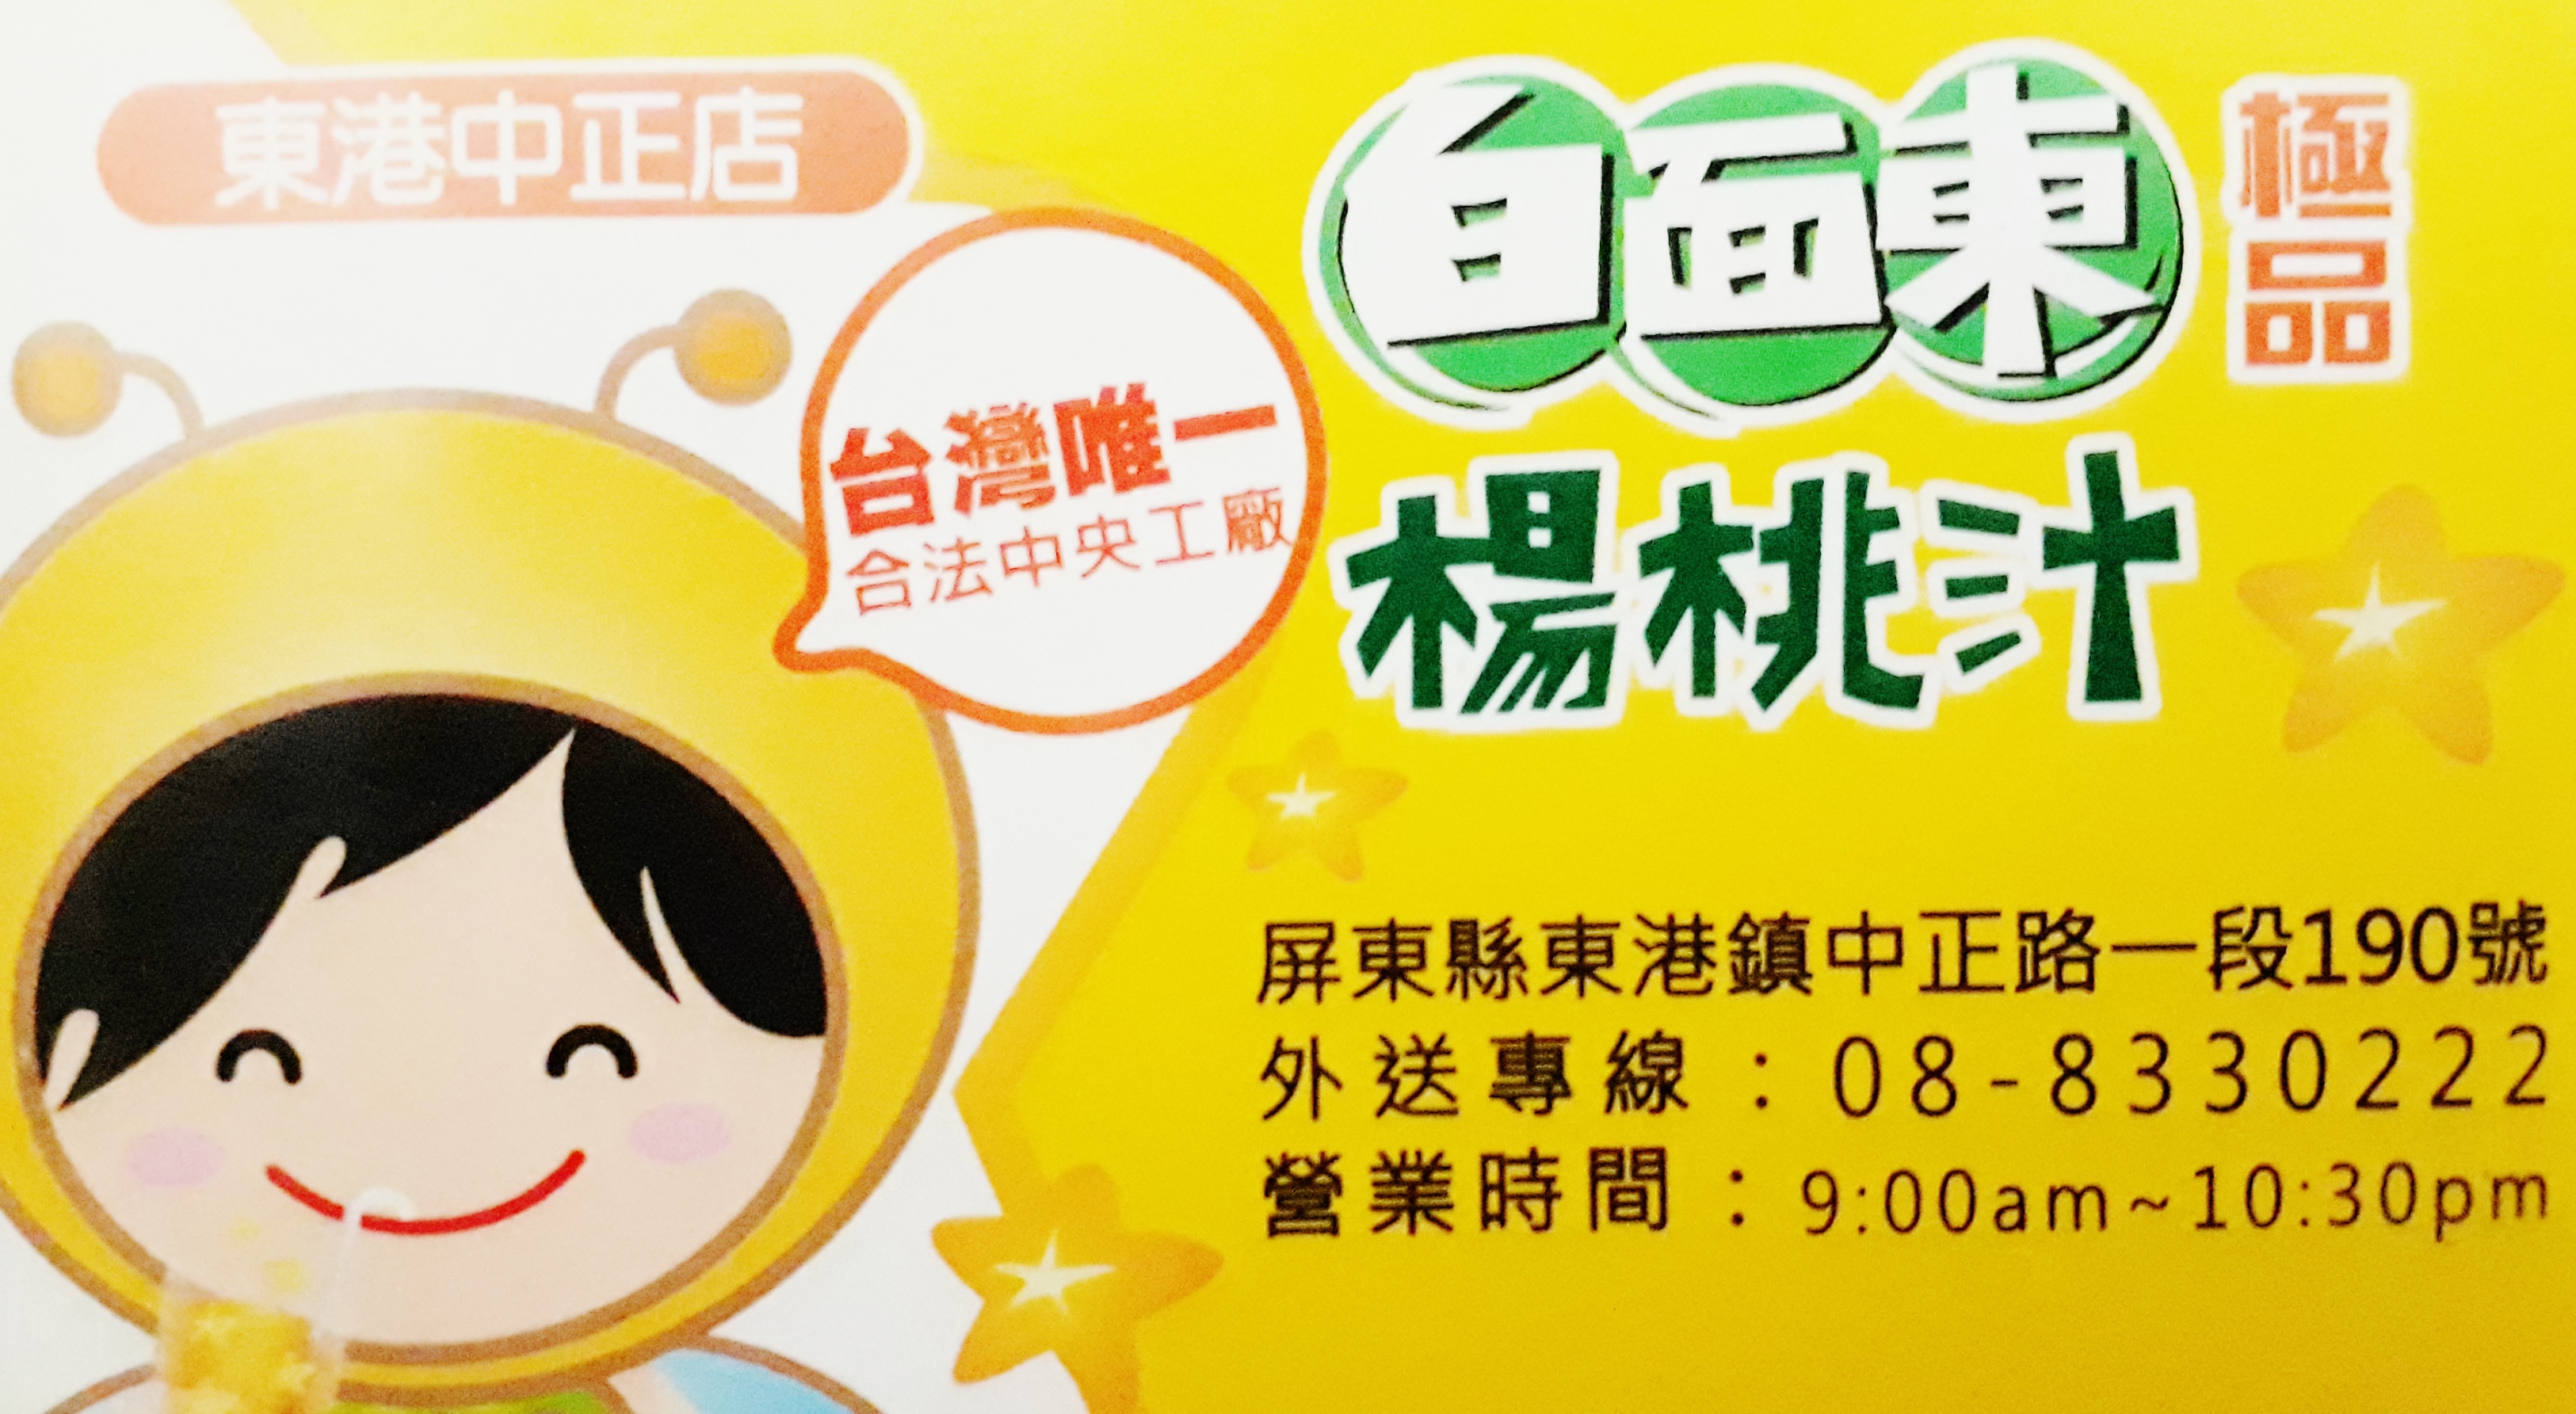 東港中正店
台灣唯一
合法中央工廠
白面東
極品
楊桃汁
屏東縣東港鎮中正路一段190號
外送專線：08-8330222
營業時間：9:00am~10:30pm